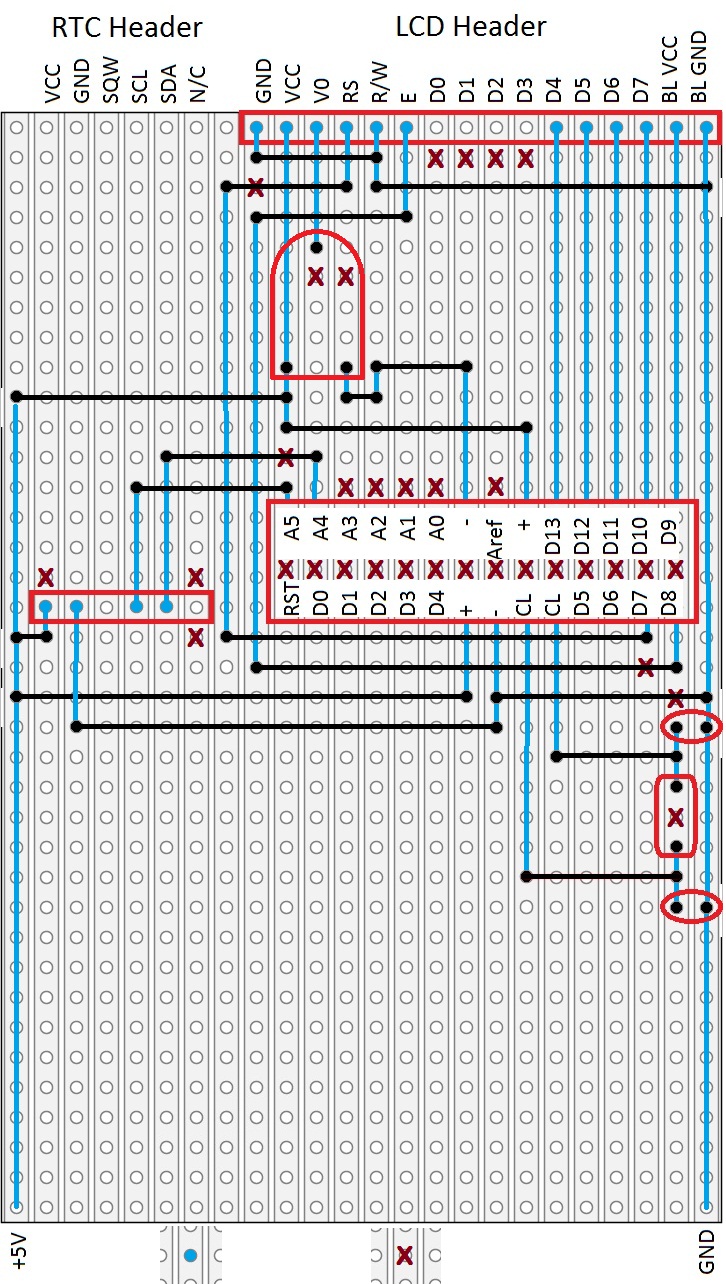 RTC Header
LCD Header
VCC
GND
SQW
SCL
SDA
N/C
GND
VCC
V0
RS
R/W
E
D0
D1
D2
D3
D4
D5
D6
D7
BL VCC
BL GND
A5
A4
A3
A2
A1
A0
-
Aref
+
D13
D12
D11
D10
D9
RST
D0
D1
D2
D3
D4
+
-
CL
CL
D5
D6
D7
D8
+5V
GND